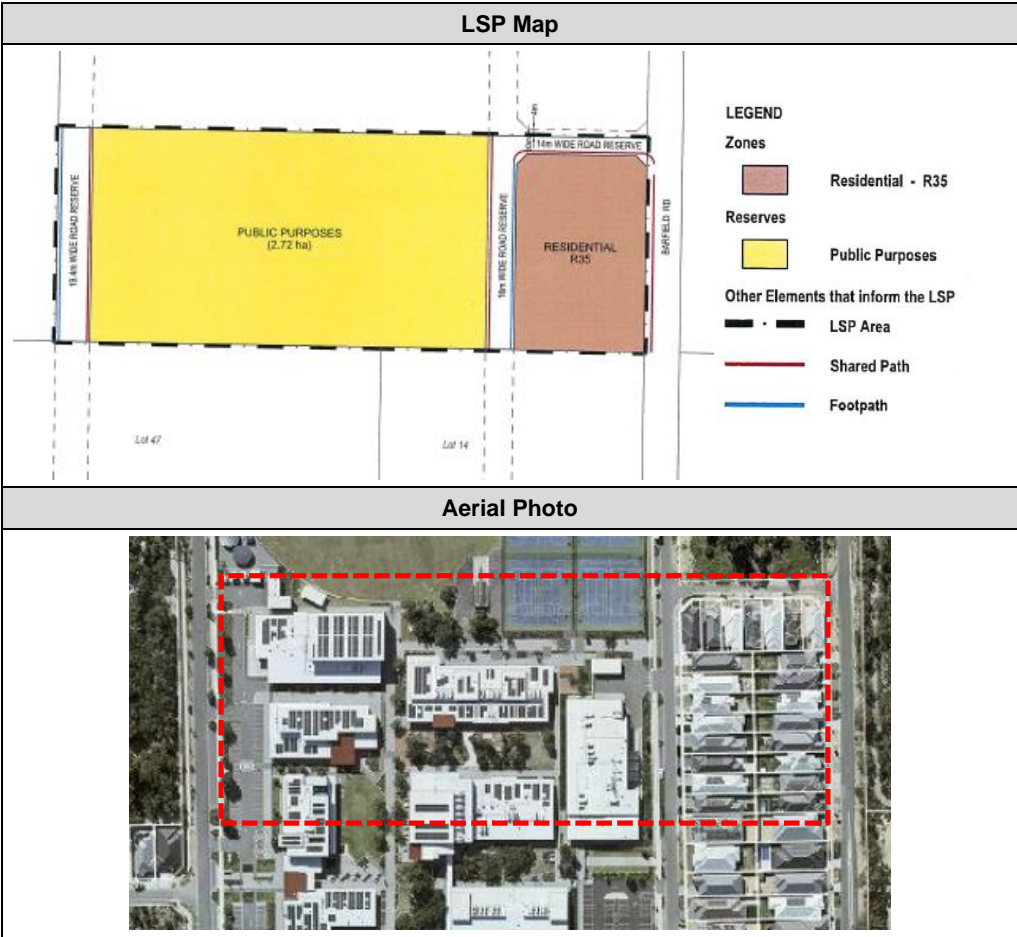 LSP Map
19.4m WIDE ROAD RESERVE
PUBLIC PURPOSES
(2.72 ha)
WIDE ROAD RESERVE
14m WIDE ROAD RESERVE
RESIDENTIAL
R35
BARFIELD RD
Lot 47
Lot 14
LEGEND
Zones
Residential - R35
Reserves
Public Purposes
Other Elements that inform the LSP
LSP Area
Shared Path
Footpath
Aerial Photo